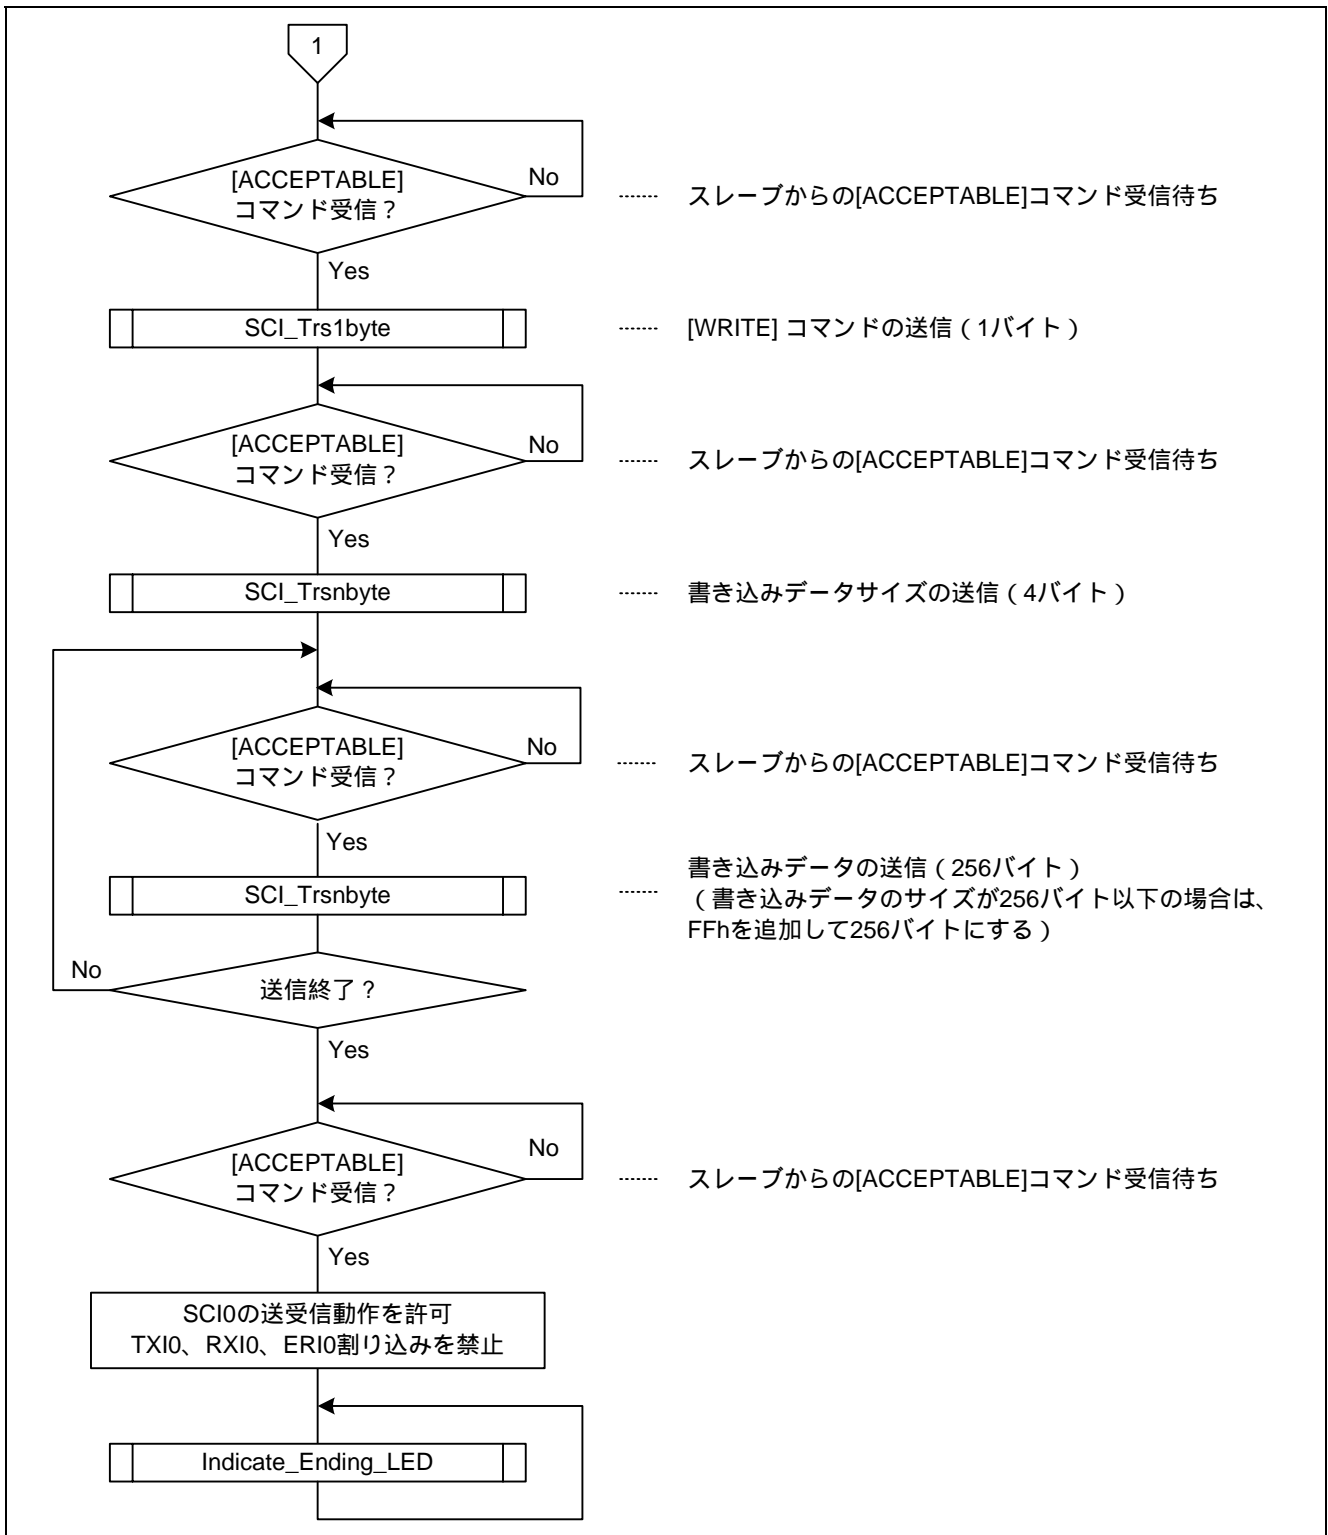 1
[ACCEPTABLE]
コマンド受信？
No
スレーブからの[ACCEPTABLE]コマンド受信待ち
Yes
SCI_Trs1byte
[WRITE] コマンドの送信（1バイト）
[ACCEPTABLE]
コマンド受信？
No
スレーブからの[ACCEPTABLE]コマンド受信待ち
Yes
SCI_Trsnbyte
書き込みデータサイズの送信（4バイト）
[ACCEPTABLE]
コマンド受信？
No
スレーブからの[ACCEPTABLE]コマンド受信待ち
Yes
SCI_Trsnbyte
書き込みデータの送信（256バイト）
（書き込みデータのサイズが256バイト以下の場合は、
FFhを追加して256バイトにする）
No
送信終了？
Yes
[ACCEPTABLE]
コマンド受信？
No
スレーブからの[ACCEPTABLE]コマンド受信待ち
Yes
SCI0の送受信動作を許可
TXI0、RXI0、ERI0割り込みを禁止
Indicate_Ending_LED